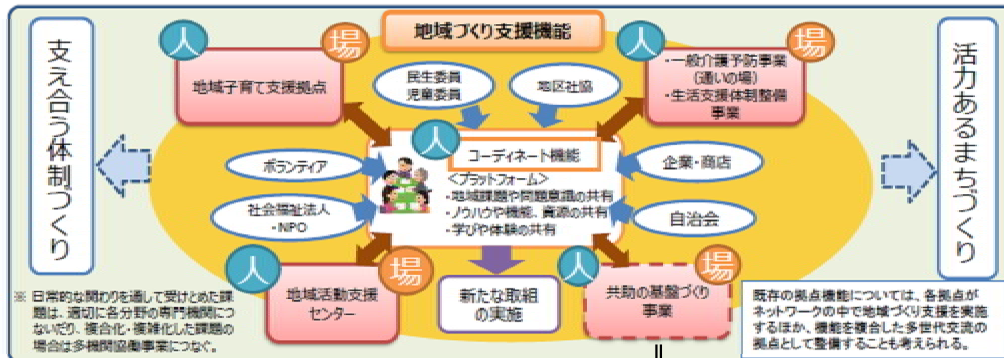 地域づくり支援機能
支え合う体制づくり
活力あるまちづくり
人
場
地域子育て支援拠点
民生委員
児童委員
地区社協
人
場
・一般介護予防事業
(通いの場)
・生活支援体制整備
事業
人
コーディネート機能
<プラットフォーム>
・地域課題や問題意識の共有
・ノウハウや機能、資源の共有
・学びや体験の共有
ボランティア
社会福祉法人
・NPO
企業・商店
自治会
人
場
地域活動支援
センター
新たな取組
の実施
人
場
共助の基盤づくり
事業
※ 日常的な関わりを通して受けとめた課
題は、適切に各分野の専門機関につ
ないだり、複合化・複雑化した課題の
場合は多機関協働事業につなぐ。
既存の拠点機能については、各拠点が
ネットワークの中で地域づくり支援を実施
するほか、機能を複合した多世代交流の
拠点として整備することも考えられる。